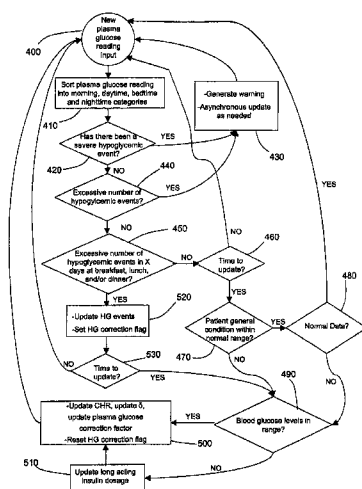 New
plasma
glucose
reading
input
400
Sort plasma glucose reading
into morning, daytime, bedtime
and nighttime categories
410
-Generate warning
-Asynchronous update
as needed
430
Has there been a
severe hypoglycemic
event?
YES
420
NO
440
Excessive number of
hypoglycemic events?
YES
NO
450
Excessive number of
hypoglycemic events in X
days at breakfast, lunch,
and/or dinner?
NO
Time to
update?
460
NO
NO
480
YES
YES
YES
520
-Update HG events
-Set HG correction flag
Patient general
condition within
normal range?
YES
Normal Data?
470
NO
NO
530
NO
Time to
update?
YES
490
Blood glucose levels in
range?
YES
-Update CHR, update δ,
update plasma glucose
correction factor
-Reset HG correction flag
500
NO
510
Update long acting
insulin dosage